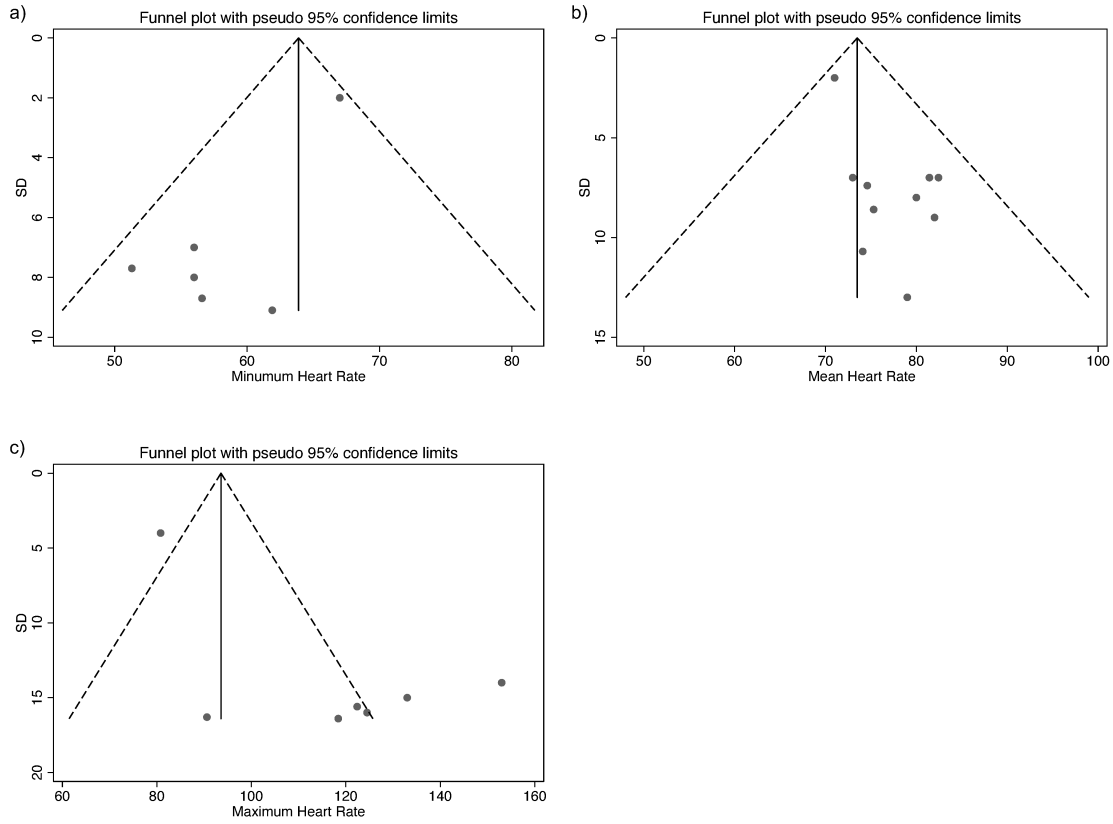 a)
Funnel plot with pseudo 95% confidence limits
0
2
4
6
8
10
SD
50
60
70
80
Minumum Heart Rate
b)
Funnel plot with pseudo 95% confidence limits
0
5
10
15
SD
50
60
70
80
90
100
Mean Heart Rate
c)
Funnel plot with pseudo 95% confidence limits
0
5
10
15
20
SD
60
80
100
120
140
160
Maximum Heart Rate